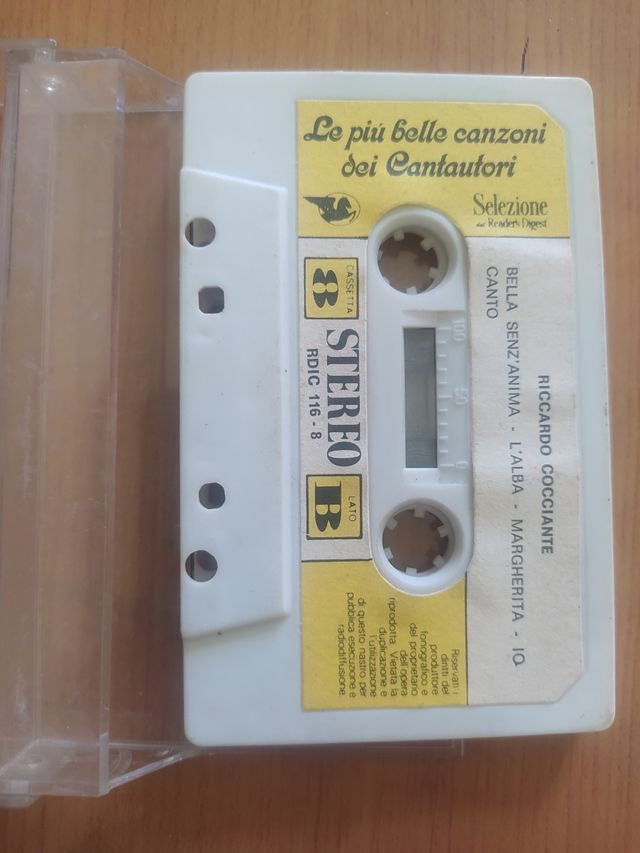 Le piú belle canzoni
dei Cantautori
Selezione
dal Reader's Digest
RICCARDO COCCIANTE
BELLA SENZ'ANIMA - L'ALBA - MARGHERITA - IO
CANTO
100 50 0
CASSETTA
8
STEREO
RDIC 116 - 8
LATO
B
Riservati i
diritti del
produttore
fonografico e
del proprietario
dell'opera
riprodotta. Vietata la
duplicazione e
l'utilizzazione
di questo nastro per
pubblica esecuzione e
radiodiffusione